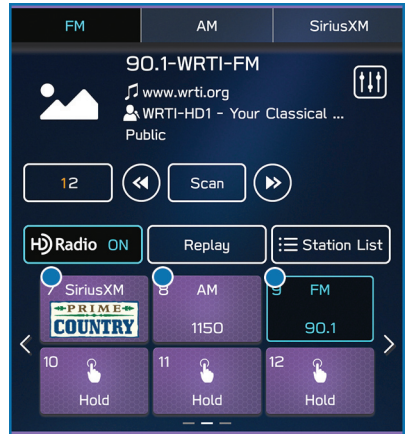 FM AM SiriusXM
90.1-WRTI-FM
www.wrti.org
WRTI-HD1 - Your Classical ...
Public
12 Scan
HD Radio ON Replay Station List
7 SiriusXM 8 AM 9 FM
PRIME
COUNTRY 1150 90.1
10 11 12
Hold Hold Hold